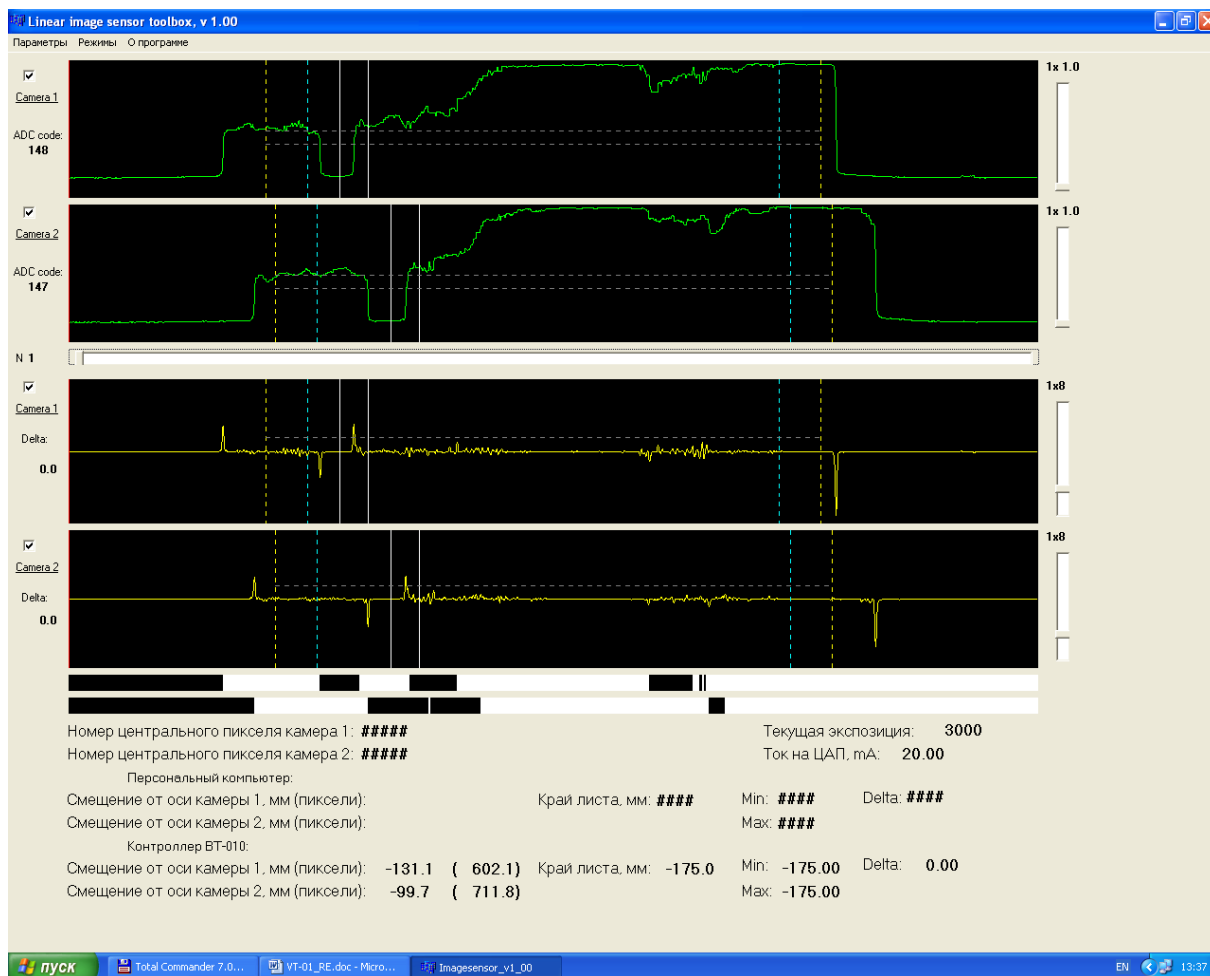 Linear image sensor toolbox, v 1.00
Параметры Режимы О программе
1x 1.0
Camera 1
ADC code:
148
1x 1.0
Camera 2
ADC code:
147
N 1
1x8
Camera 1
Delta:
0.0
1x8
Camera 2
Delta:
0.0
Номер центрального пикселя камера 1: ##### Текущая экспозиция: 3000
Номер центрального пикселя камера 2: ##### Ток на ЦАП, mA: 20.00
Персональный компьютер:
Смещение от оси камеры 1, мм (пиксели): Край листа, мм: #### Min: #### Delta: ####
Смещение от оси камеры 2, мм (пиксели): Max: ####
Контроллер ВТ-010:
Смещение от оси камеры 1, мм (пиксели): -131.1 ( 602.1) Край листа, мм: -175.0 Min: -175.00 Delta: 0.00
Смещение от оси камеры 2, мм (пиксели): -99.7 ( 711.8) Max: -175.00
пуск Total Commander 7.0... VT-01_RE.doc - Micro... Imagesensor_v1_00 EN 13:37